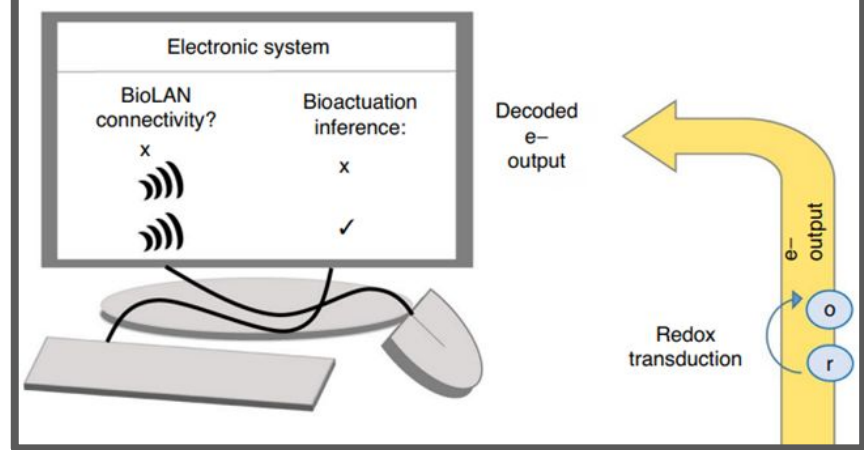 Electronic system
BioLAN
connectivity?
x
Bioactuation
inference:
x
✓
Decoded
e–
output
e–
output
o
Redox
transduction
r